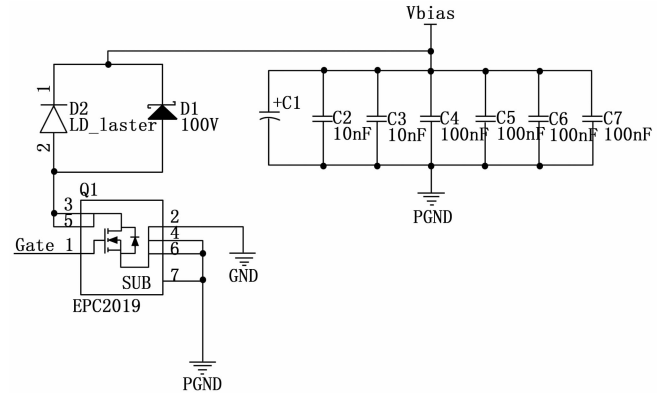 Vbias
1
D2
LD_laster
2
D1
100V
+C1
C2
10nF
C3
10nF
C4
100nF
C5
100nF
C6
100nF
C7
100nF
PGND
Q1
3
5
2
4
6
7
Gate 1
SUB
GND
EPC2019
PGND